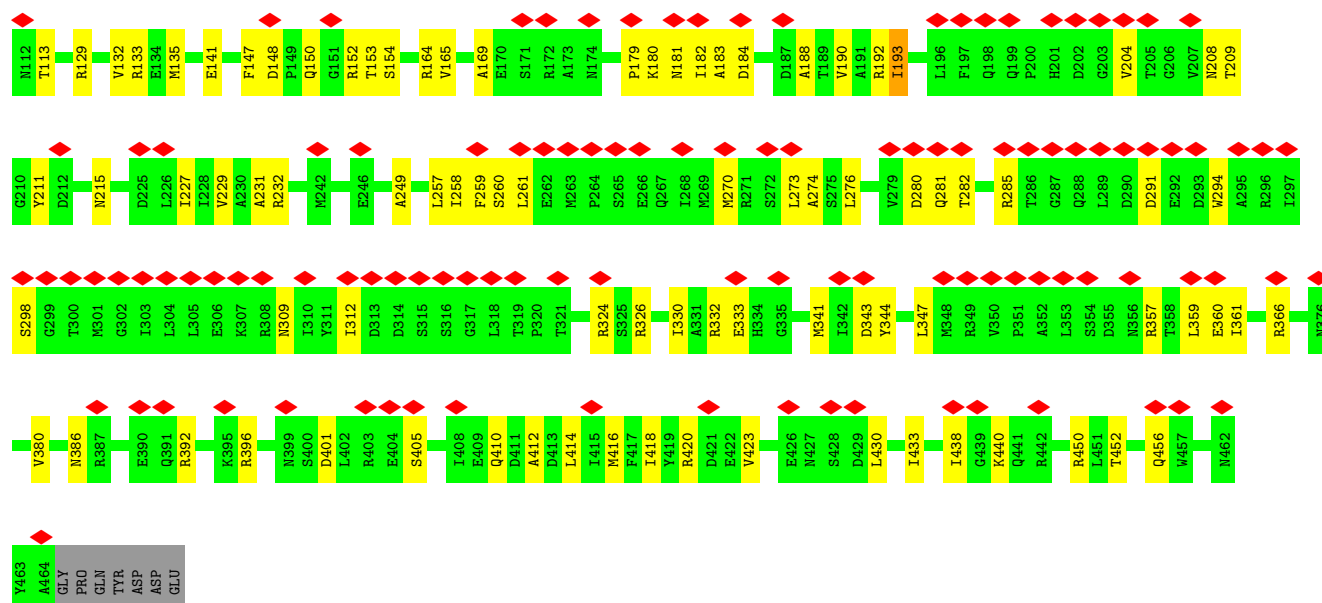 N112 T113 R129 V132 R133 E134 M135 E141 F147 D148 P149 Q150 G151 R152 T153 S154 R164 V165 A169 E170 S171 R172 A173 N174 P179 K180 N181 I182 A183 D184 D187 A188 T189 V190 A191 R192 I193 L196 F197 Q198 Q199 P200 H201 D202 G203 V204 T205 G206 V207 N208 T209
G210 Y211 D212 N215 D225 L226 I227 I228 V229 A230 A231 R232 M242 E246 A249 L257 I258 F259 S260 L261 E262 M263 P264 S265 E266 Q267 I268 M269 M270 R271 S272 L273 A274 S275 L276 V279 D280 Q281 T282 R285 T286 G287 Q288 L289 D290 D291 E292 D293 W294 A295 R296 I297
S298 G299 T300 M301 G302 I303 L304 L305 E306 K307 R308 N309 I310 Y311 I312 D313 D314 S315 S316 G317 L318 T319 P320 T321 R324 S325 R326 I330 A331 R332 E333 H334 G335 M341 I342 D343 Y344 L347 M348 R349 V350 P351 A352 L353 S354 D355 N356 R357 T358 L359 E360 I361 R366 N376
V380 N386 R387 E390 Q391 R392 K395 R396 N399 S400 D401 L402 R403 E404 S405 I408 E409 Q410 D411 A412 D413 L414 I415 M416 F417 I418 Y419 R420 D421 E422 V423 E426 N427 S428 D429 L430 I433 I438 G439 K440 Q441 R442 R450 L451 T452 Q456 W457 N462
Y463 A464 GLY PRO GLN TYR ASP ASP GLU